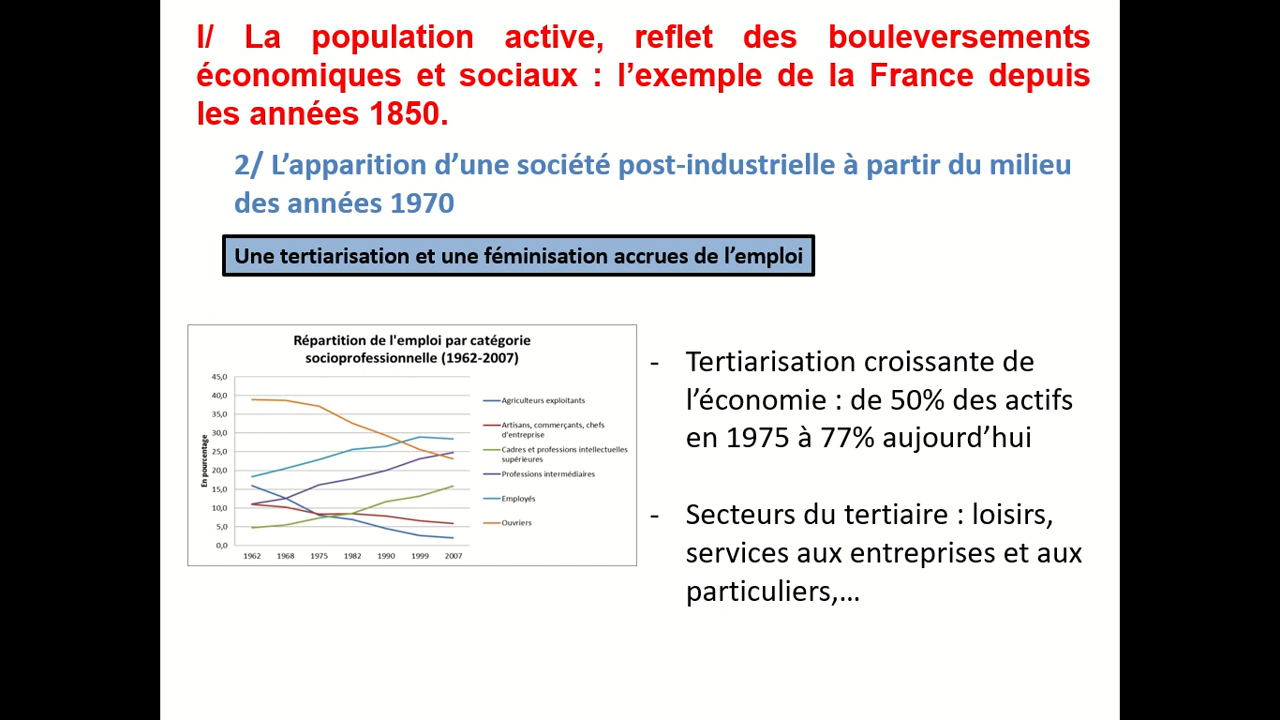 I/ La population active, reflet des bouleversements
économiques et sociaux : l’exemple de la France depuis
les années 1850.
2/ L’apparition d’une société post-industrielle à partir du milieu
des années 1970
Une tertiarisation et une féminisation accrues de l’emploi
Répartition de l'emploi par catégorie
socioprofessionnelle (1962-2007)
En pourcentage
45,0
40,0
35,0
30,0
25,0
20,0
15,0
10,0
5,0
0,0
1962 1968 1975 1982 1990 1999 2007
Agriculteurs exploitants
Artisans, commerçants, chefs
d'entreprise
Cadres et professions intellectuelles
supérieures
Professions intermédiaires
Employés
Ouvriers
- Tertiarisation croissante de
l’économie : de 50% des actifs
en 1975 à 77% aujourd’hui
- Secteurs du tertiaire : loisirs,
services aux entreprises et aux
particuliers,…